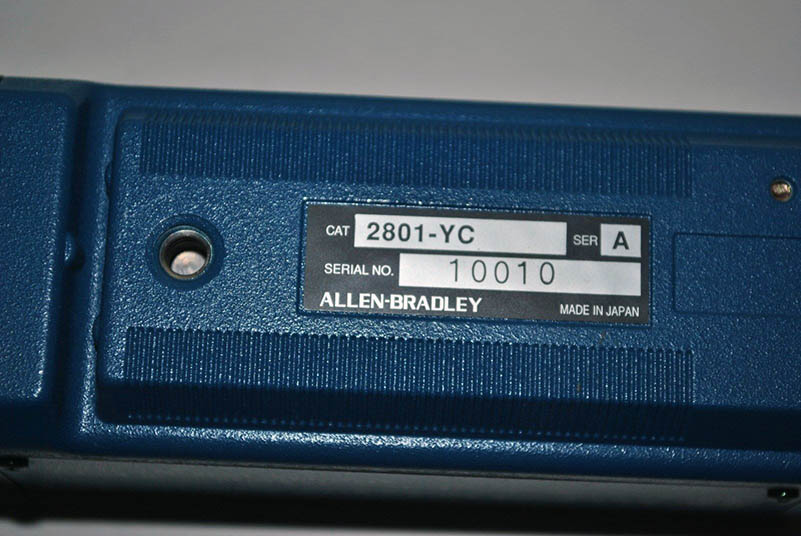 CAT 2801-YC SER A
SERIAL NO. 10010
ALLEN-BRADLEY MADE IN JAPAN